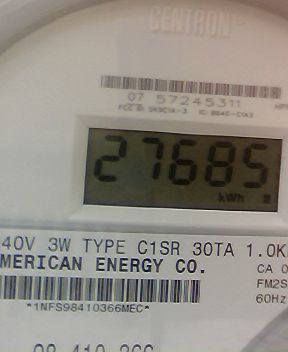 CENTRON
07 57245311
27685
kWh
40V 3W TYPE C1SR 30TA 1.0K
MERICAN ENERGY CO.
CA 0
FM2S
60Hz
*1NFS98410366MEC*